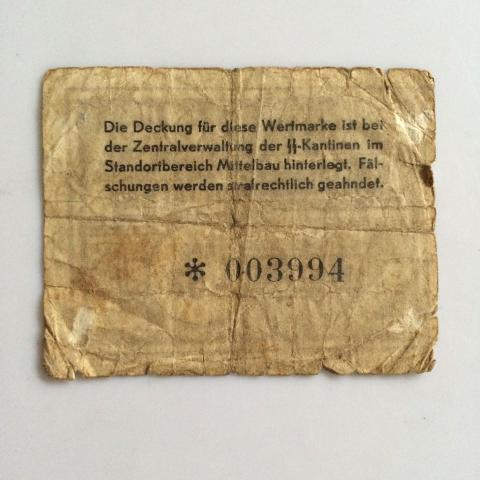 Die Deckung für diese Wertmarke ist bei
der Zentralverwaltung der ᛋᛋ-Kantinen im
Standortbereich Mittelbau hinterlegt. Fäl-
schungen werden strafrechtlich geahndet.
* 003994